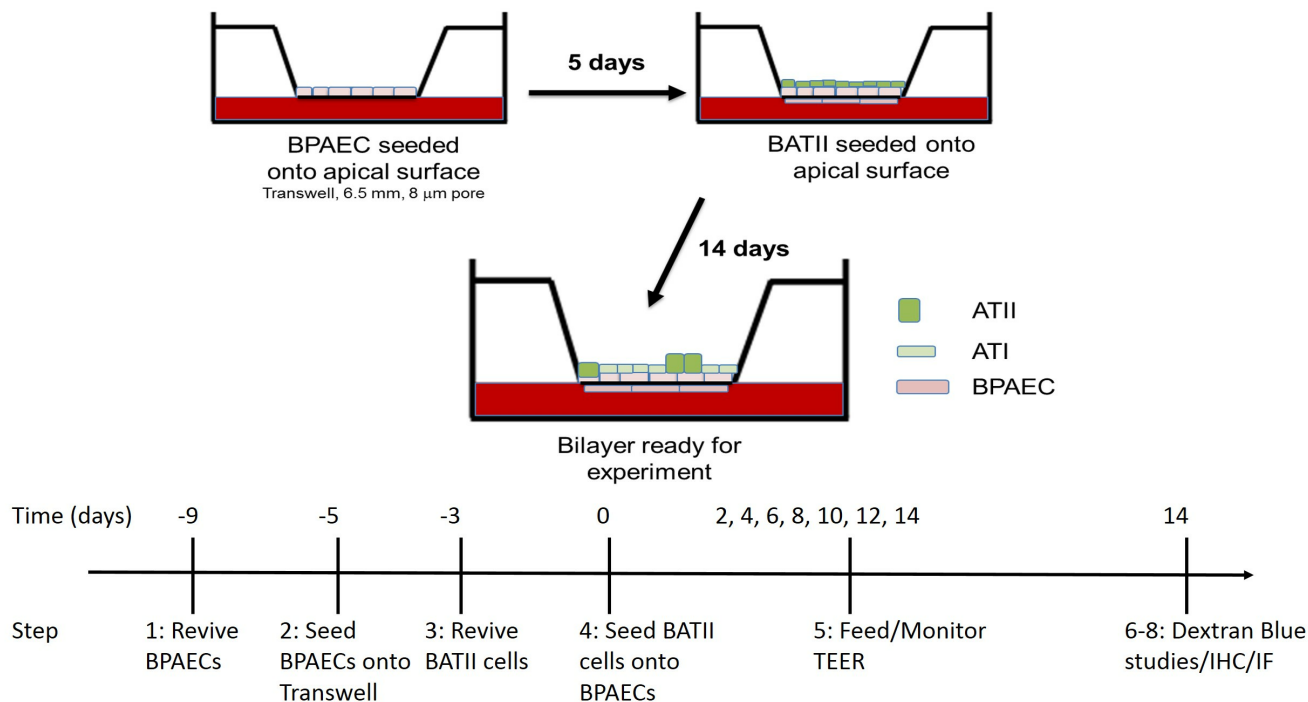 5 days
BPAEC seeded
onto apical surface
Transwell, 6.5 mm, 8 μm pore
BATII seeded onto
apical surface
14 days
ATII
ATI
BPAEC
Bilayer ready for
experiment
Time (days) -9 -5 -3 0 2, 4, 6, 8, 10, 12, 14 14
Step
1: Revive
BPAECs
2: Seed
BPAECs onto
Transwell
3: Revive
BATII cells
4: Seed BATII
cells onto
BPAECs
5: Feed/Monitor
TEER
6-8: Dextran Blue
studies/IHC/IF